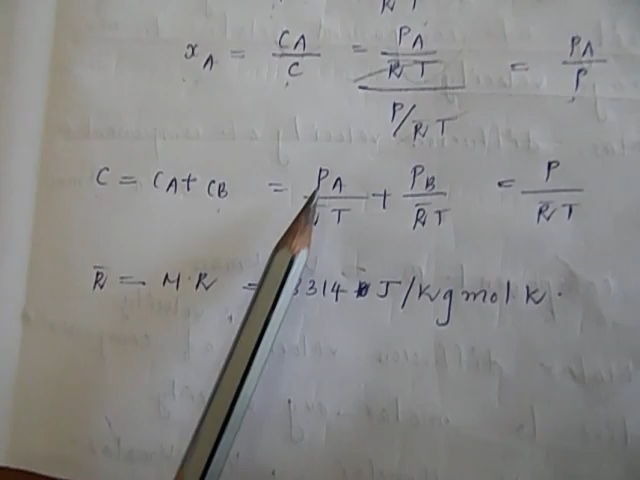 x_A = C_A/C = (P_A/R̅T)/(P/R̅T) = P_A/P
C = C_A + C_B = P_A/R̅T + P_B/R̅T = P/R̅T
R̅ = M·R = 8314 J/Kg mol·K.